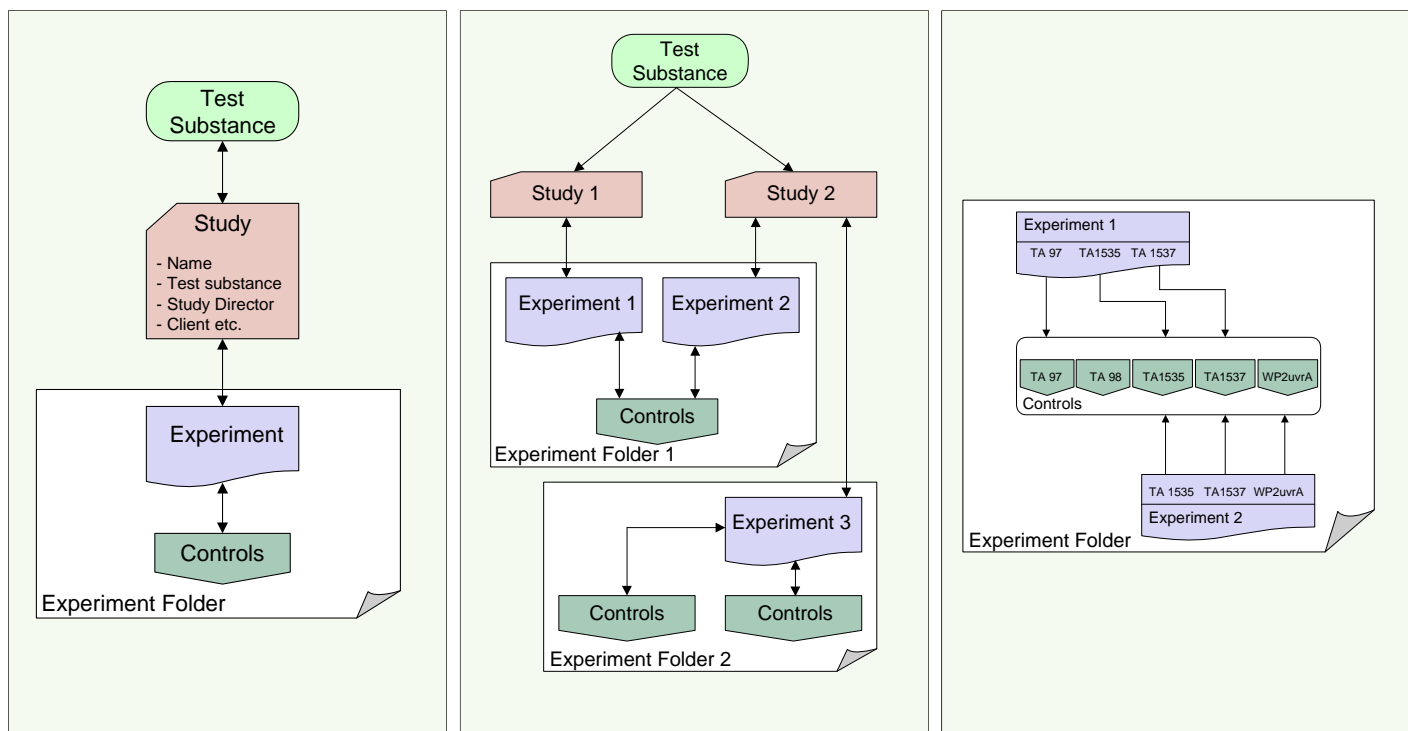 Test
Substance
Study
- Name
- Test substance
- Study Director
- Client etc.
Experiment
Controls
Experiment Folder
Test
Substance
Study 1
Study 2
Experiment 1
Experiment 2
Controls
Experiment Folder 1
Experiment 3
Controls
Controls
Experiment Folder 2
Experiment 1
TA 97 TA1535 TA 1537
TA 97 TA 98 TA1535 TA1537 WP2uvrA
Controls
TA 1535 TA1537 WP2uvrA
Experiment 2
Experiment Folder